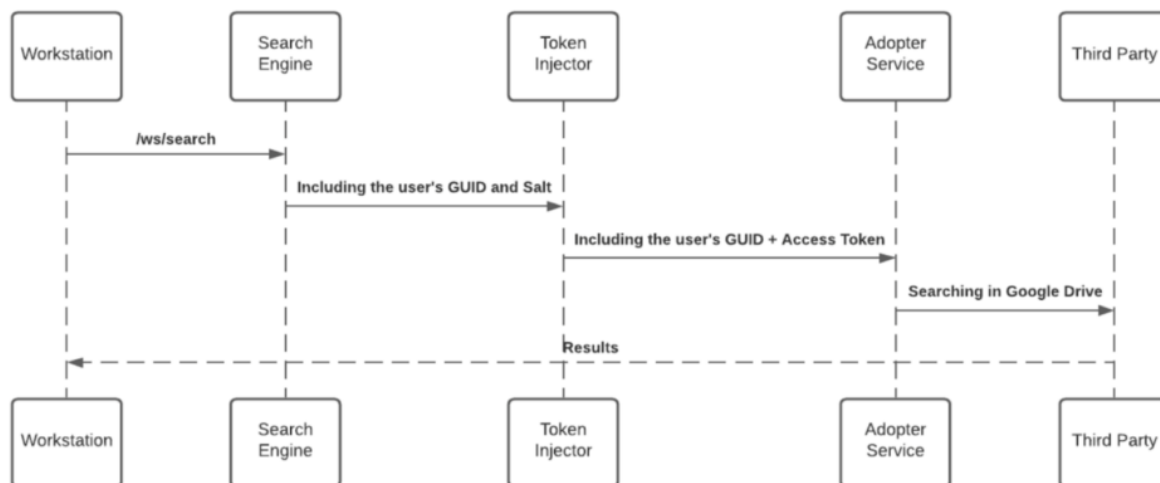 Workstation
Search
Engine
Token
Injector
Adopter
Service
Third Party
/ws/search
Including the user's GUID and Salt
Including the user's GUID + Access Token
Searching in Google Drive
Results
Workstation
Search
Engine
Token
Injector
Adopter
Service
Third Party